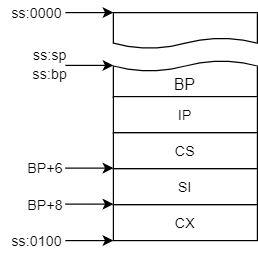 ss:0000
ss:sp
ss:bp
BP
IP
CS
BP+6
SI
BP+8
CX
ss:0100